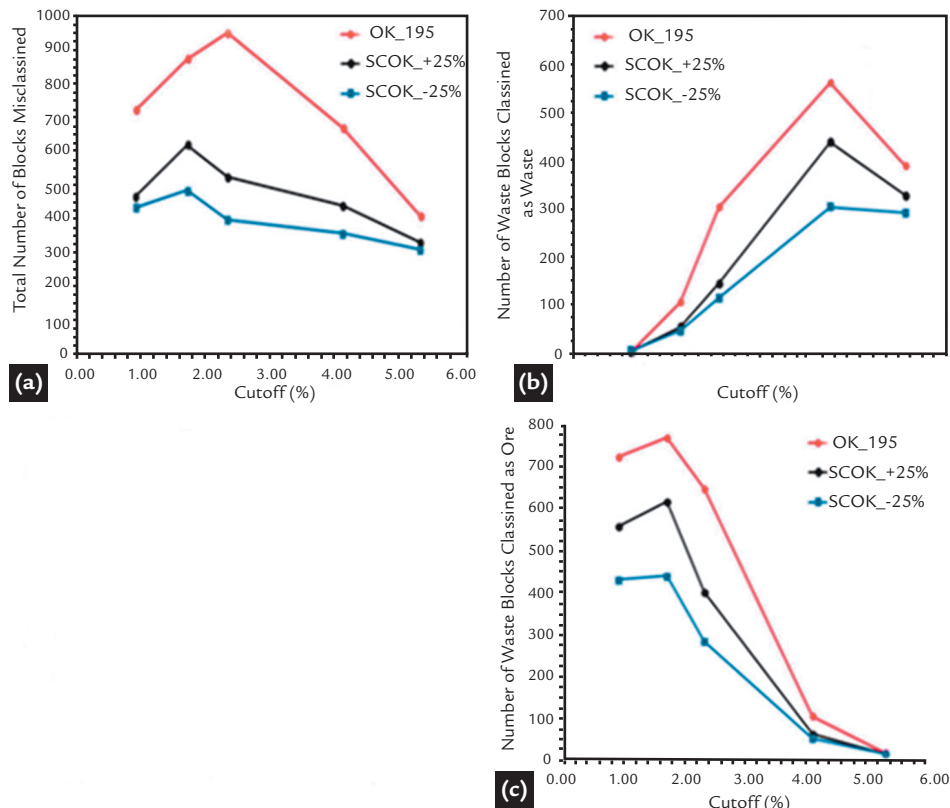 1000
900
800
700
600
500
400
300
200
100
0
Total Number of Blocks Misclassined
OK_195
SCOK_+25%
SCOK_-25%
0.00 1.00 2.00 3.00 4.00 5.00 6.00
Cutoff (%)
(a)
700
600
500
400
300
200
100
0
Number of Waste Blocks Classined
as Waste
OK_195
SCOK_+25%
SCOK_-25%
Cutoff (%)
(b)
800
700
600
500
400
300
200
100
0
Number of Waste Blocks Classined as Ore
OK_195
SCOK_+25%
SCOK_-25%
0.00 1.00 2.00 3.00 4.00 5.00 6.00
Cutoff (%)
(c)